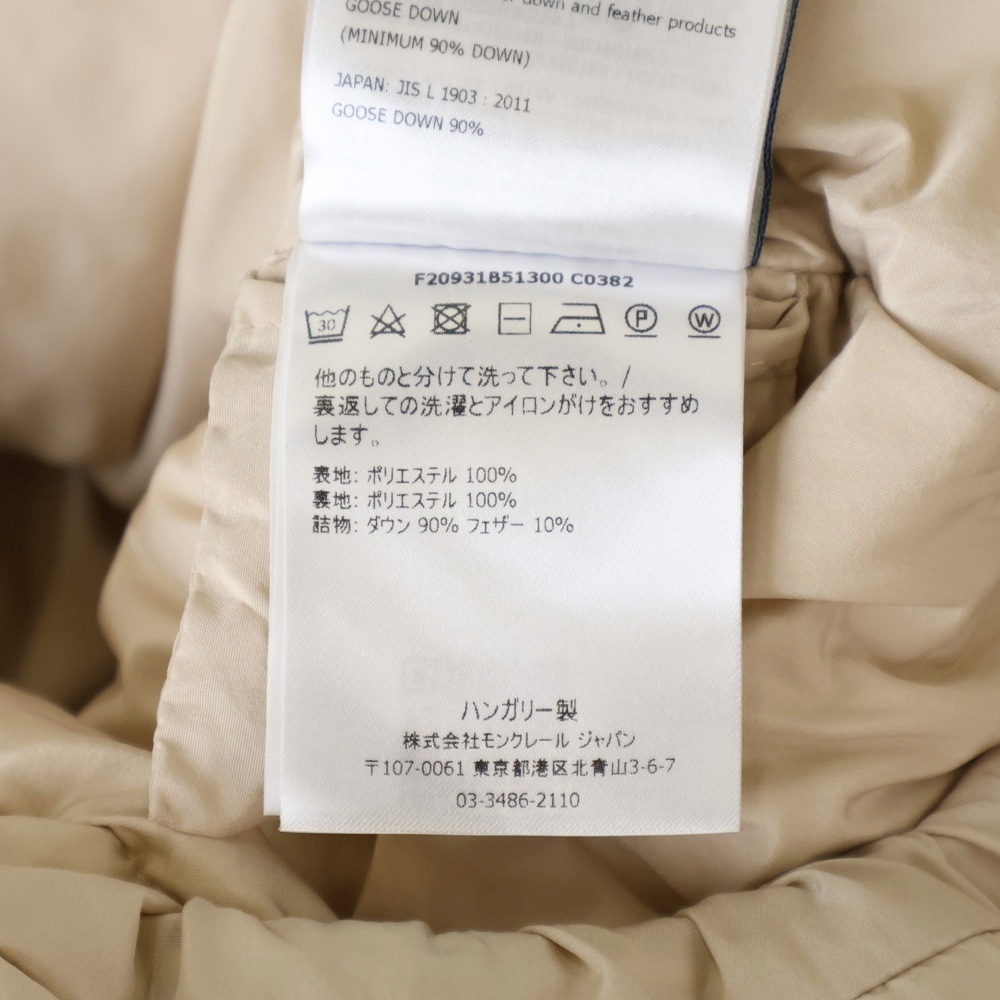 down and feather products
GOOSE DOWN
(MINIMUM 90% DOWN)
JAPAN: JIS L 1903 : 2011
GOOSE DOWN 90%
F20931B51300 C0382
30
P
W
他のものと分けて洗って下さい。/
裏返しての洗濯とアイロンがけをおすすめ
します。
表地: ポリエステル 100%
裏地: ポリエステル 100%
詰物: ダウン 90% フェザー 10%
ハンガリー製
株式会社モンクレール ジャパン
〒107-0061 東京都港区北青山3-6-7
03-3486-2110